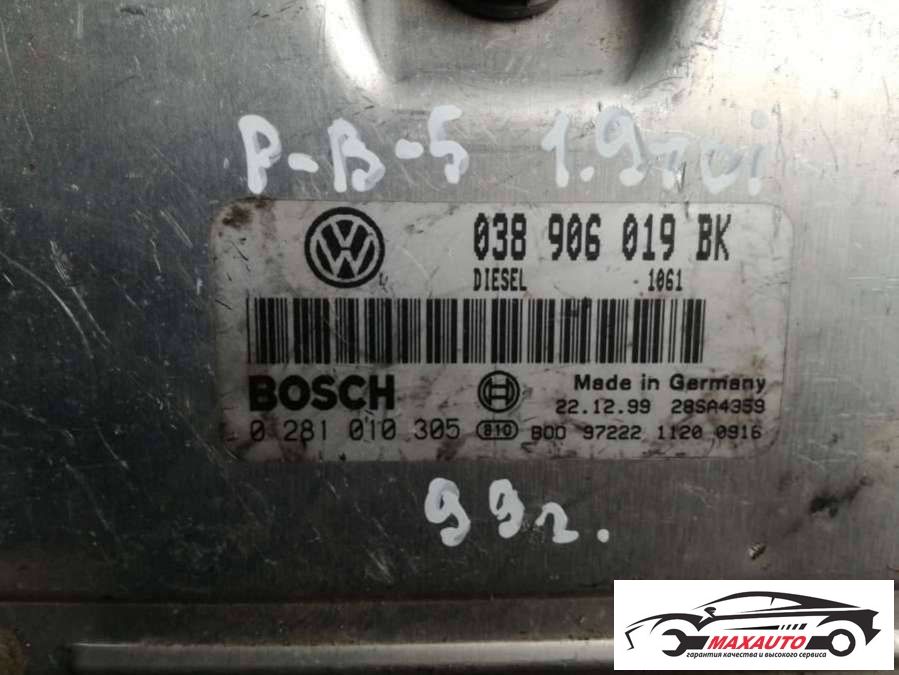 P-B-5 1.9TDI
038 906 019 BK
DIESEL 1061
BOSCH Made in Germany
22.12.99 28SA4359
0 281 010 305 810 B00 97222 1120 0916
99г.
MAXAUTO
гарантия качества и высокого сервиса